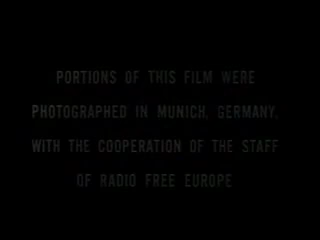 PORTIONS OF THIS FILM WERE
PHOTOGRAPHED IN MUNICH, GERMANY,
WITH THE COOPERATION OF THE STAFF
OF RADIO FREE EUROPE